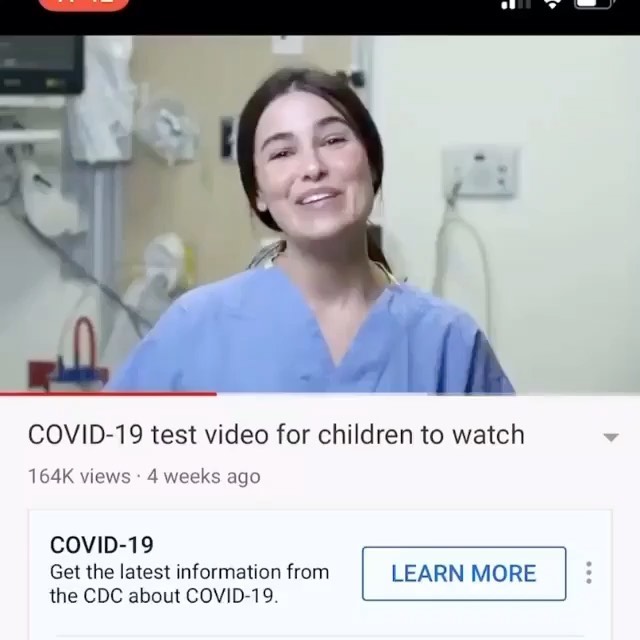 COVID-19 test video for children to watch
164K views · 4 weeks ago
COVID-19
Get the latest information from
the CDC about COVID-19.
LEARN MORE